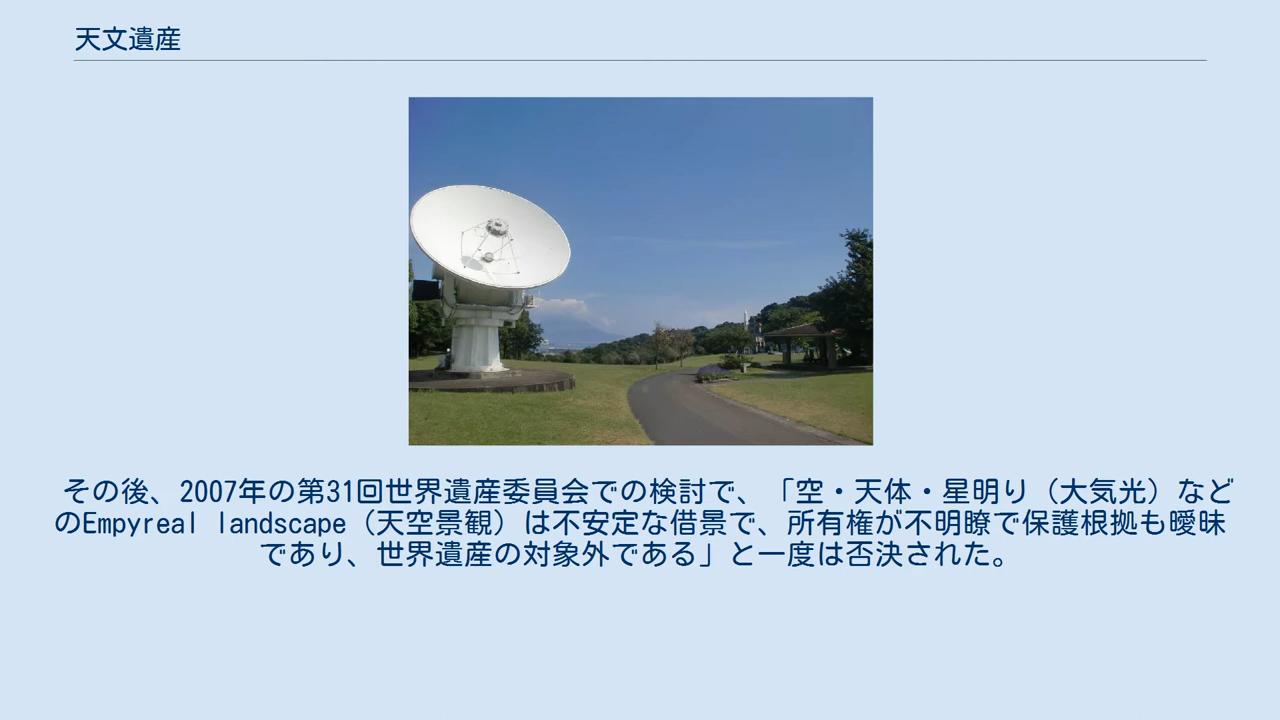 天文遺産
その後、2007年の第31回世界遺産委員会での検討で、「空・天体・星明り（大気光）など
のEmpyreal landscape（天空景観）は不安定な借景で、所有権が不明瞭で保護根拠も曖昧
であり、世界遺産の対象外である」と一度は否決された。